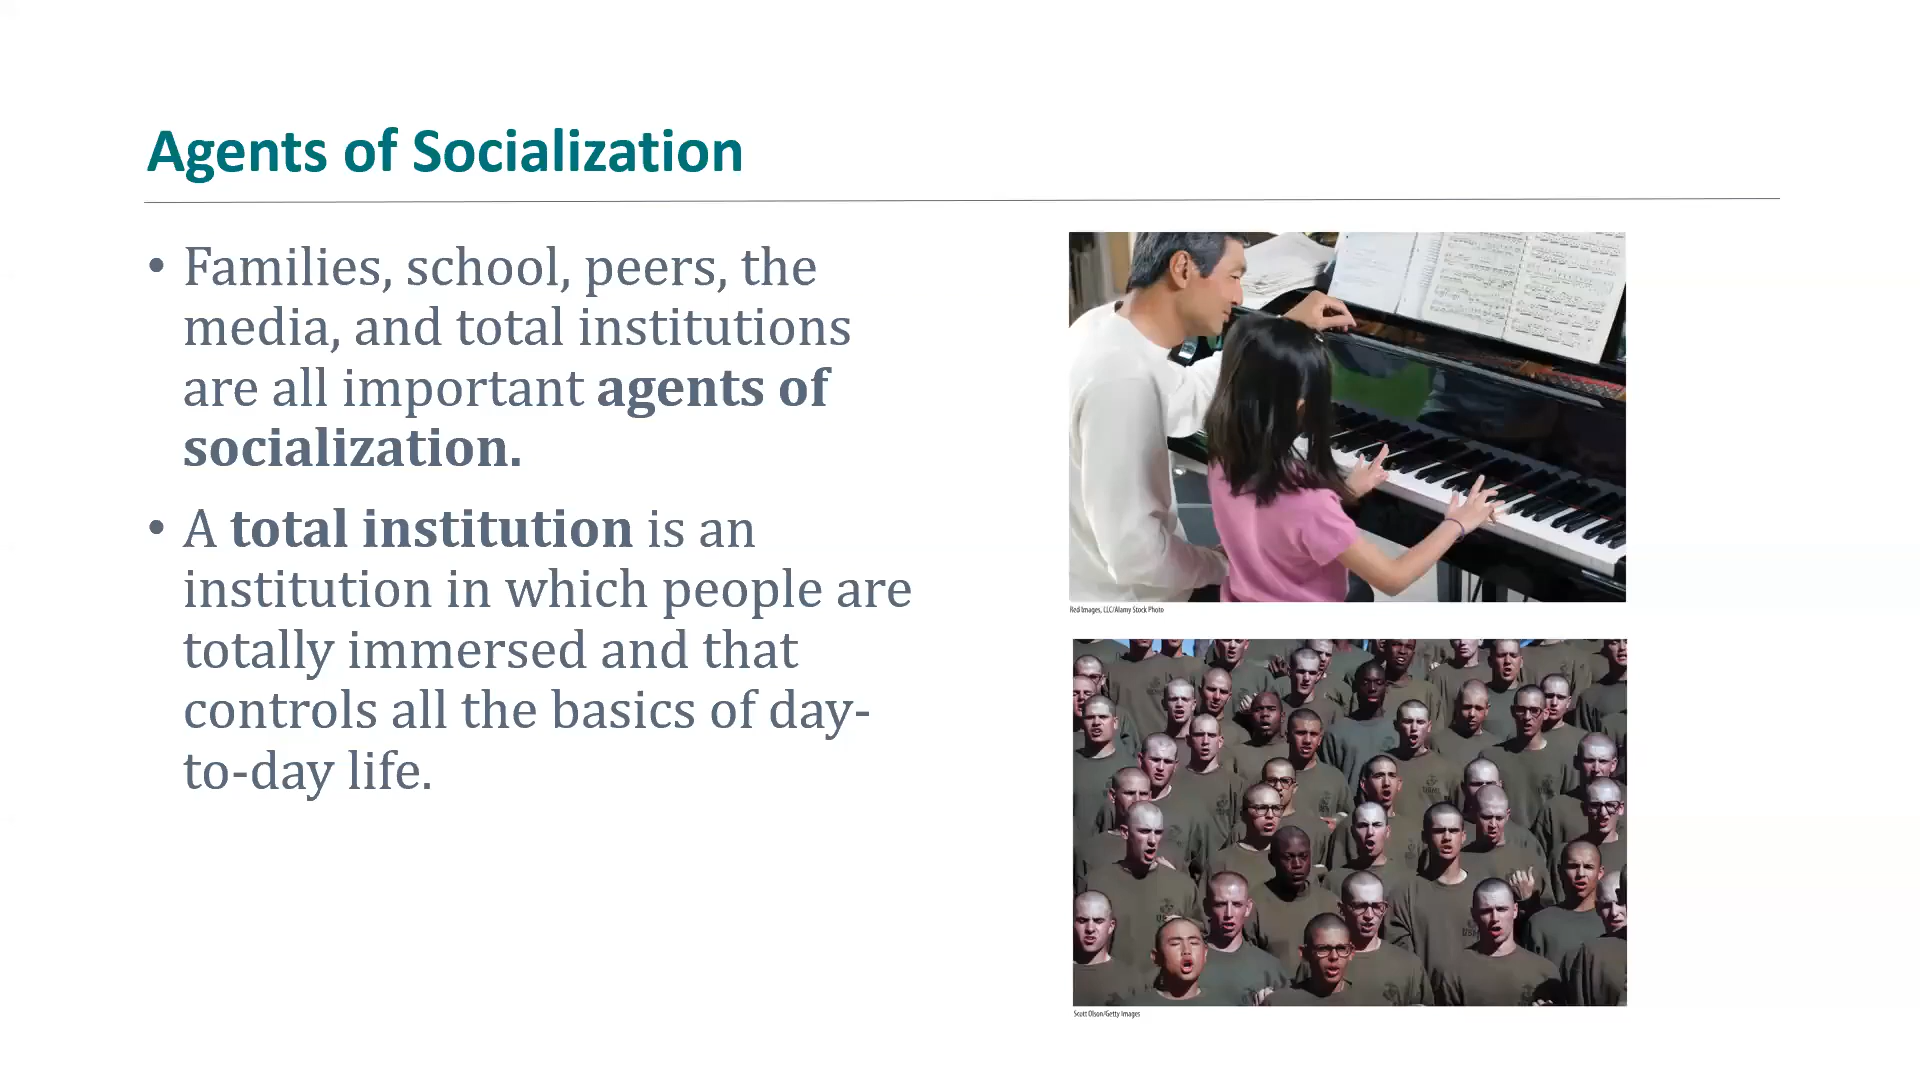 Agents of Socialization
• Families, school, peers, the
media, and total institutions
are all important agents of
socialization.
• A total institution is an
institution in which people are
totally immersed and that
controls all the basics of day-
to-day life.
Red Images, LLC/Alamy Stock Photo
Scott Olson/Getty Images